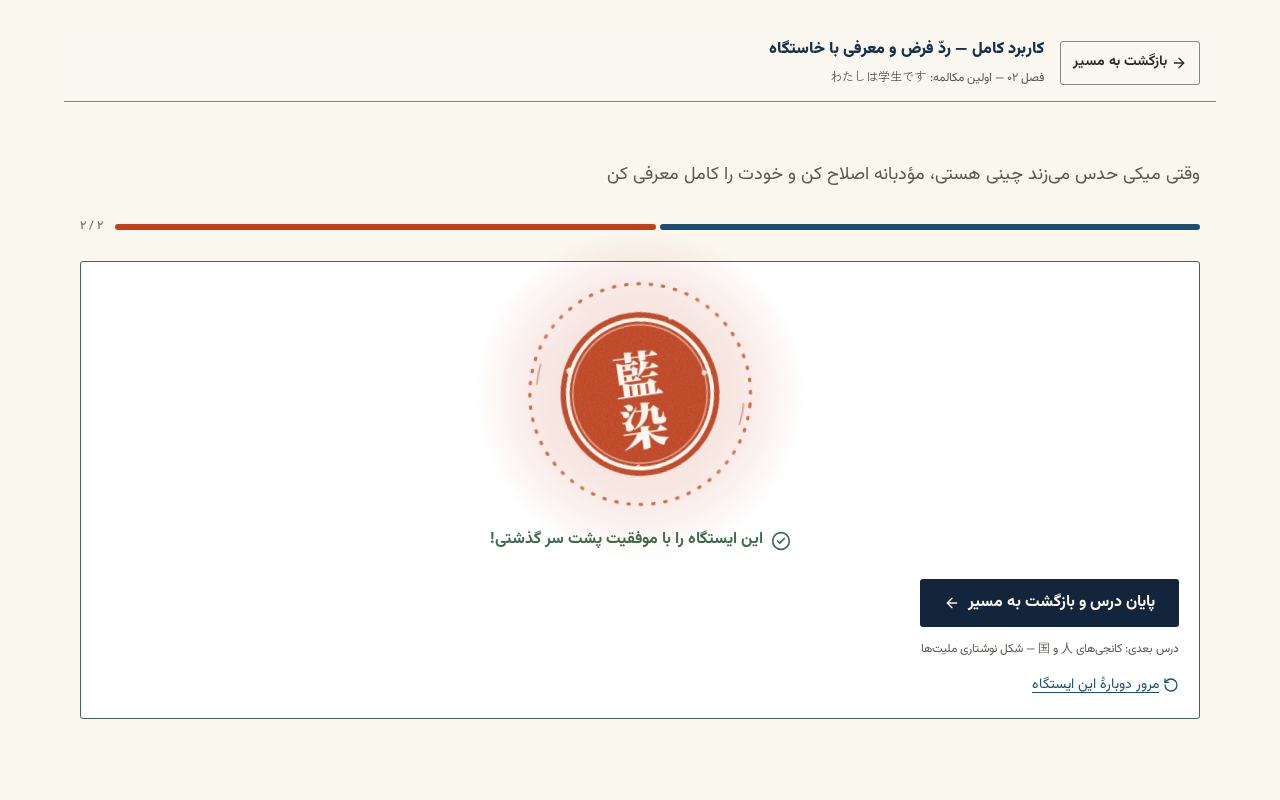 بازگشت به مسیر
کاربرد کامل — ردّ فرض و معرفی با خاستگاه
فصل ۰۲ — اولین مکالمه: わたしは学生です
وقتی میکی حدس می‌زند چینی هستی، مؤدبانه اصلاح کن و خودت را کامل معرفی کن
۲ / ۲
藍染
این ایستگاه را با موفقیت پشت سر گذشتی!
پایان درس و بازگشت به مسیر
درس بعدی: کانجی‌های 人 و 国 — شکل نوشتاری ملیت‌ها
مرور دوبارهٔ این ایستگاه